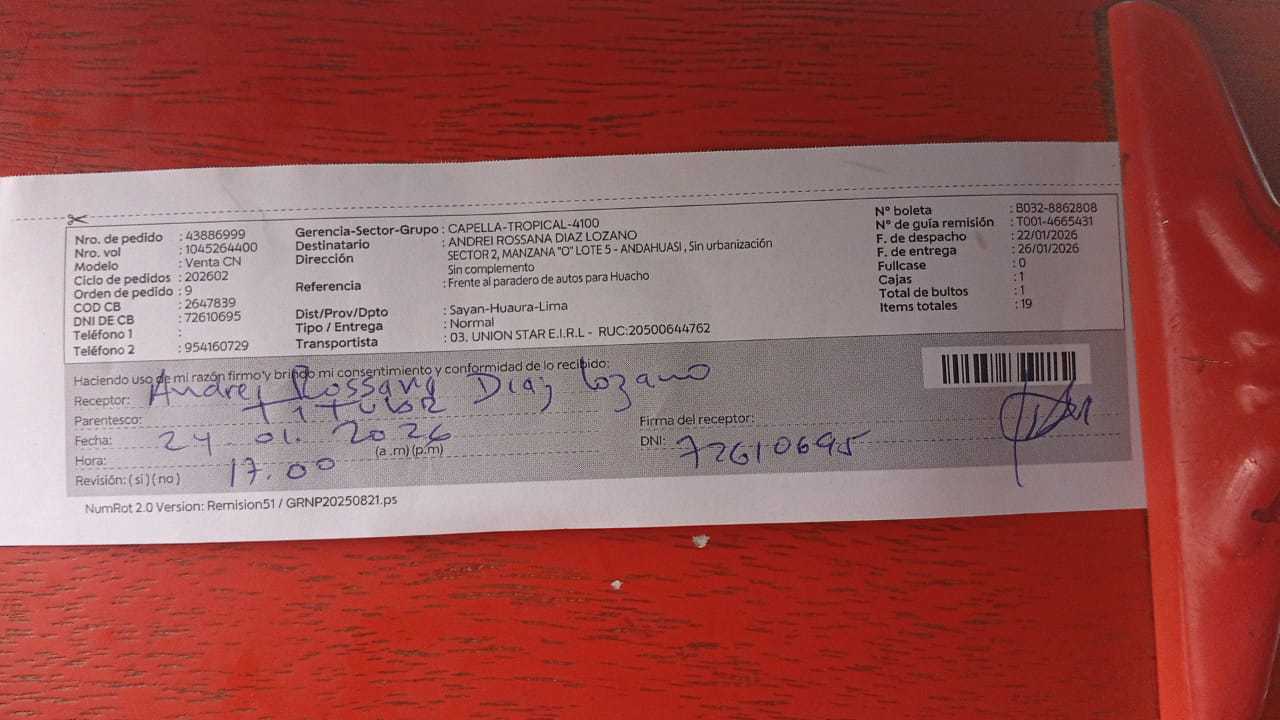 Nro. de pedido : 43886999
Nro. vol : 1045264400
Modelo : Venta CN
Ciclo de pedidos : 202602
Orden de pedido : 9
COD CB : 2647839
DNI DE CB : 72610695
Teléfono 1 :
Teléfono 2 : 954160729
Gerencia-Sector-Grupo : CAPELLA-TROPICAL-4100
Destinatario : ANDREI ROSSANA DIAZ LOZANO
Dirección SECTOR 2, MANZANA "O" LOTE 5 - ANDAHUASI , Sin urbanización
Sin complemento
Referencia : Frente al paradero de autos para Huacho
Dist/Prov/Dpto : Sayan-Huaura-Lima
Tipo / Entrega : Normal
Transportista : 03. UNION STAR E.I.R.L - RUC:20500644762
N° boleta : B032-8862808
N° de guía remisión : T001-4665431
F. de despacho : 22/01/2026
F. de entrega : 26/01/2026
Fullcase : 0
Cajas : 1
Total de bultos : 1
Items totales : 19
Haciendo uso de mi razón firmo y brindo mi consentimiento y conformidad de lo recibido:
Receptor: Andrei Rossana Diaz Lozano
Parentesco: titular
Fecha: 24-01.2026
Hora: 17.00 (a .m) (p.m)
Revisión: ( si ) ( no )
Firma del receptor:
DNI: 72610695
NumRot 2.0 Version: Remision51 / GRNP20250821.ps